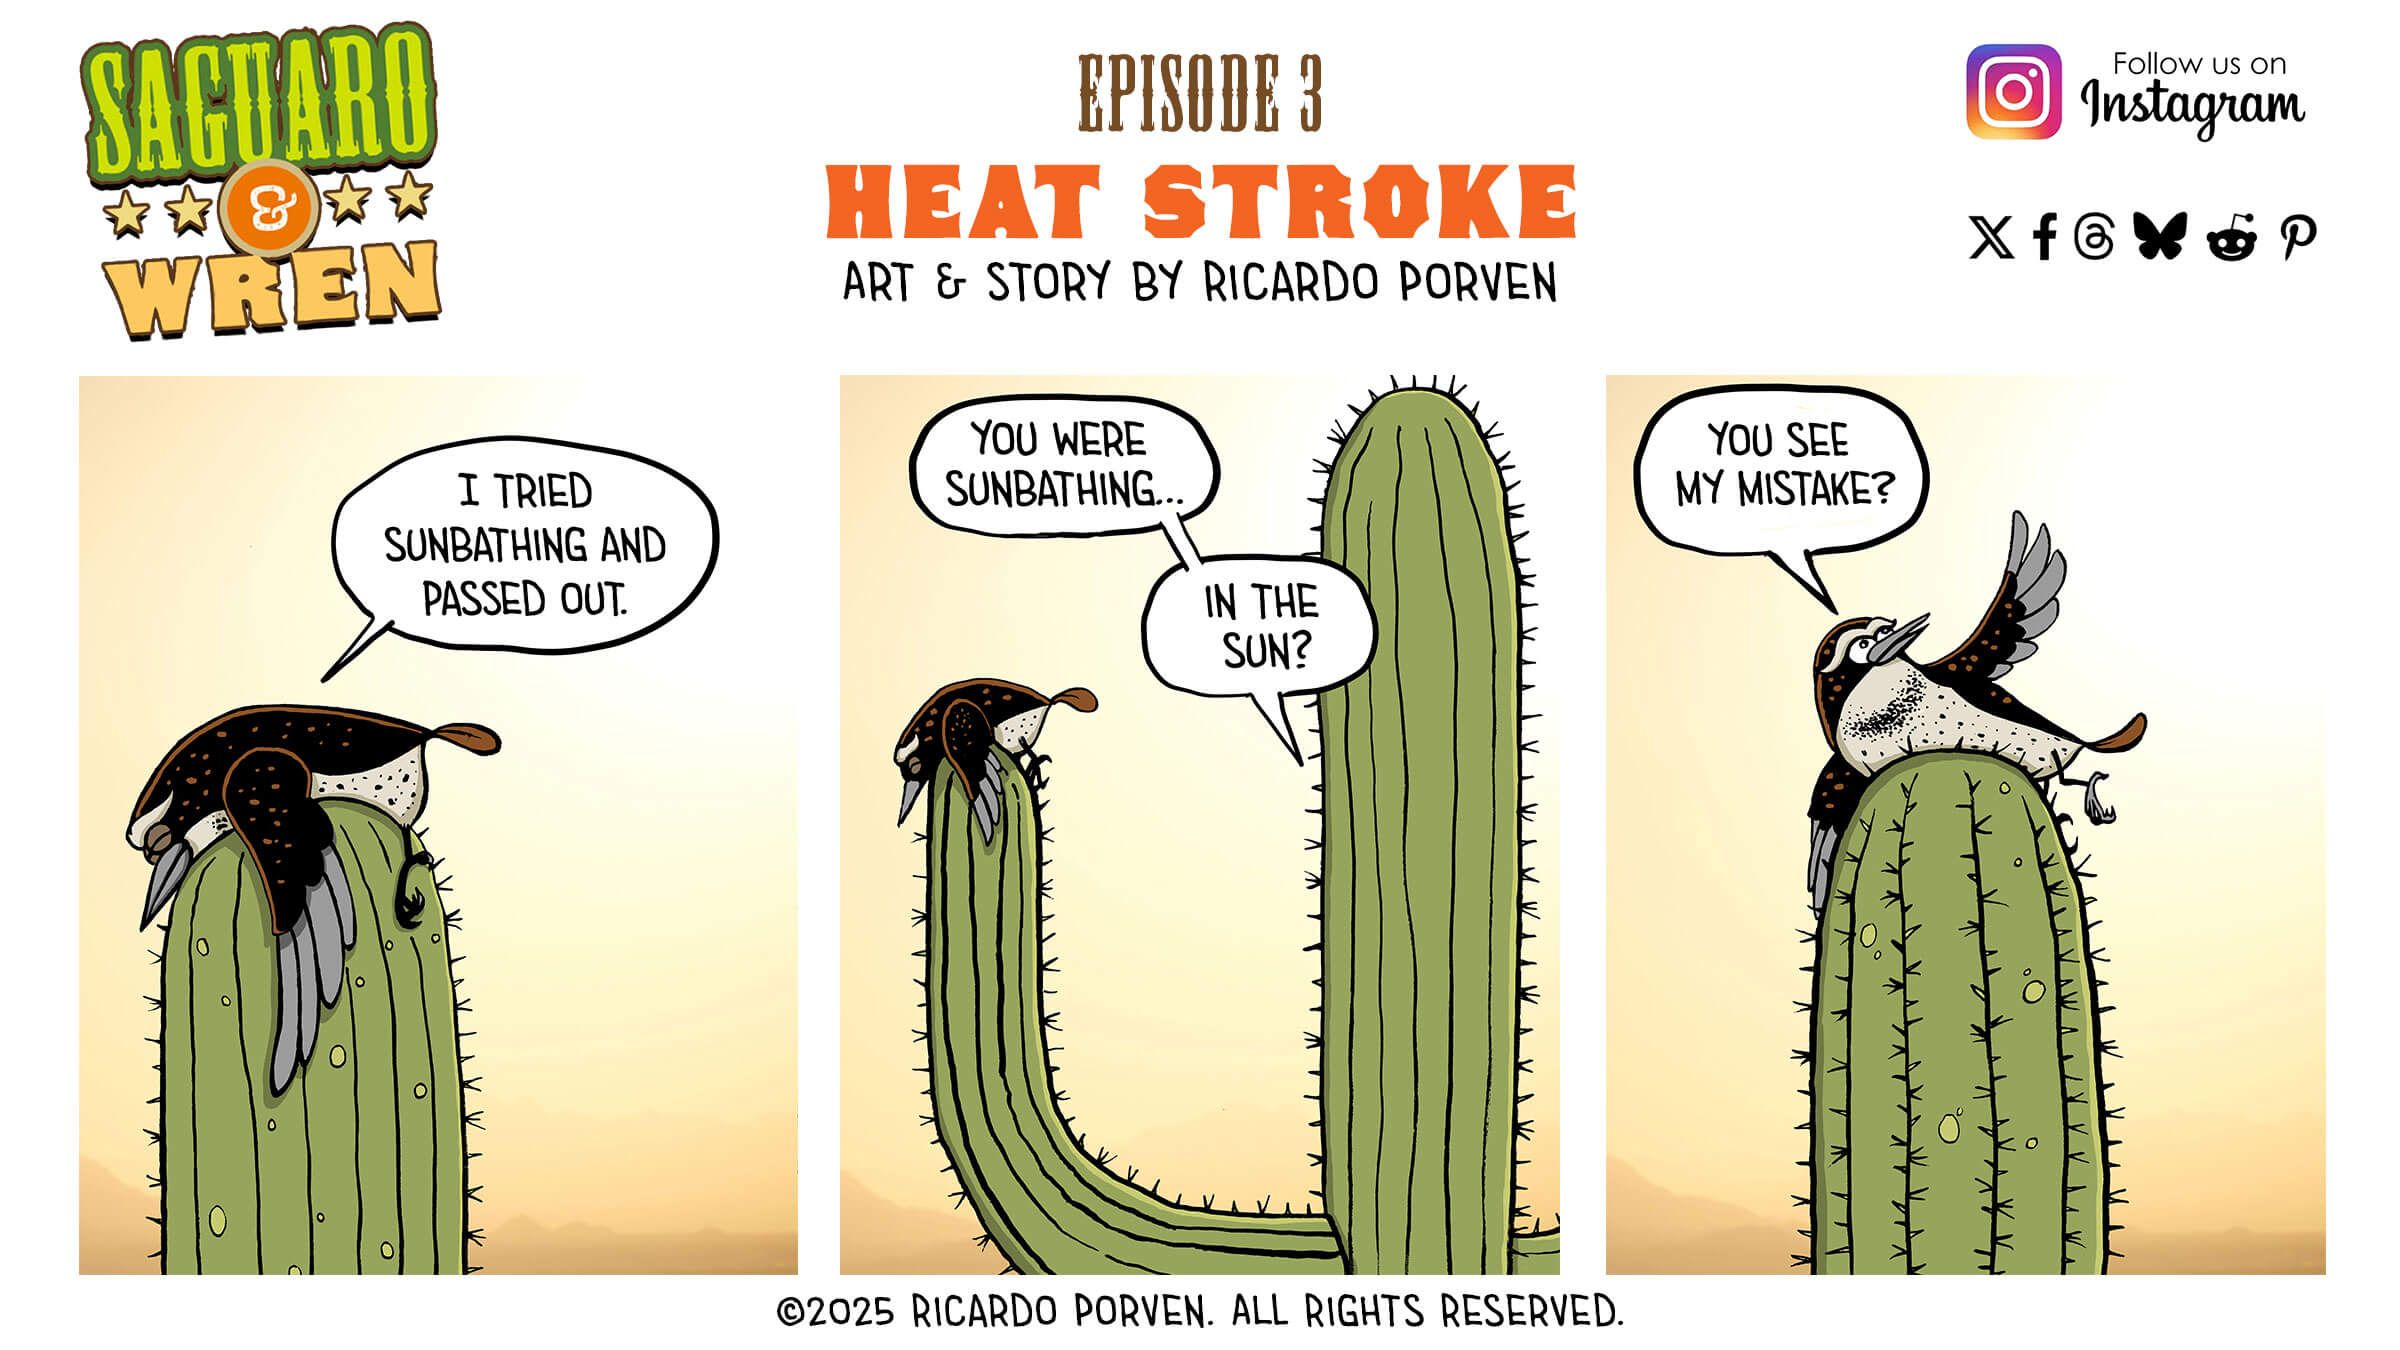 SAGUARO
&
WREN
EPISODE 3
HEAT STROKE
ART & STORY BY RICARDO PORVEN
Follow us on
Instagram
I TRIED
SUNBATHING AND
PASSED OUT.
YOU WERE
SUNBATHING...
IN THE
SUN?
YOU SEE
MY MISTAKE?
©2025 RICARDO PORVEN. ALL RIGHTS RESERVED.